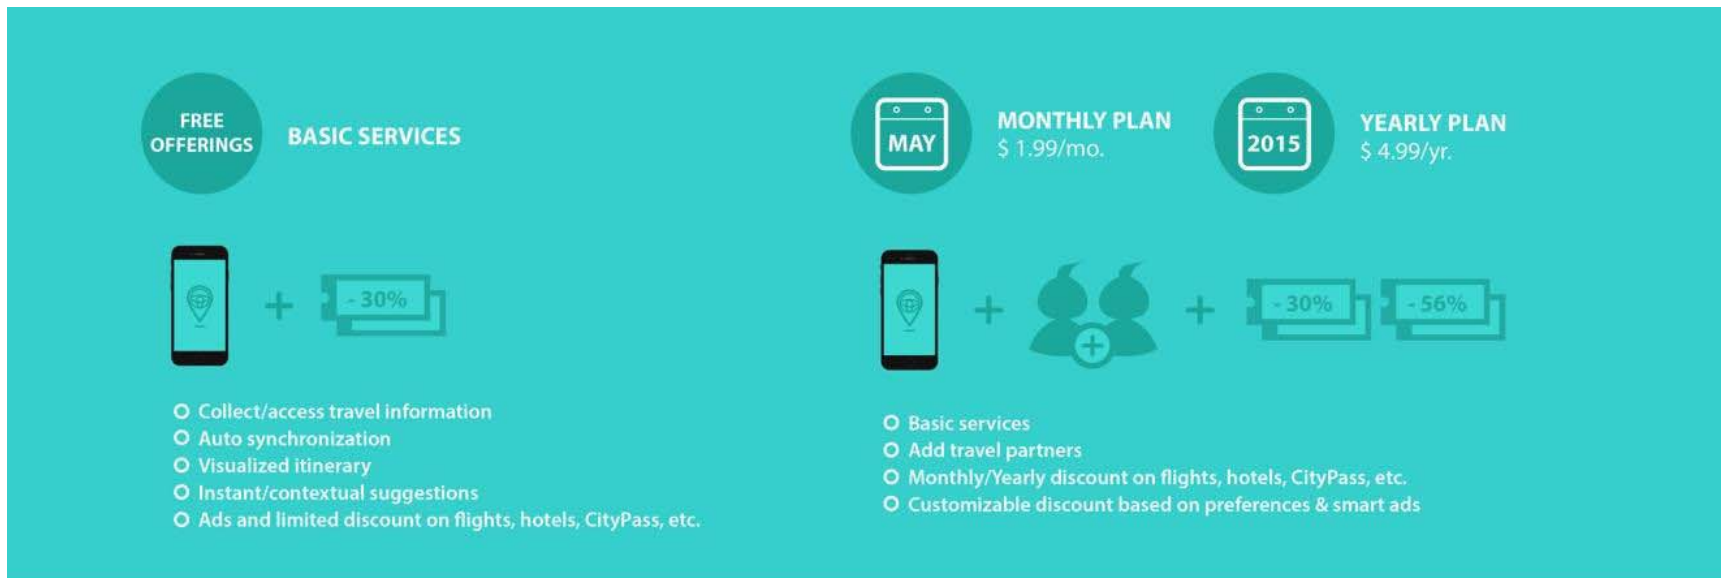 FREE
OFFERINGS
BASIC SERVICES
- 30%
Collect/access travel information
Auto synchronization
Visualized itinerary
Instant/contextual suggestions
Ads and limited discount on flights, hotels, CityPass, etc.
MAY
MONTHLY PLAN
$ 1.99/mo.
2015
YEARLY PLAN
$ 4.99/yr.
- 30%
- 56%
Basic services
Add travel partners
Monthly/Yearly discount on flights, hotels, CityPass, etc.
Customizable discount based on preferences & smart ads